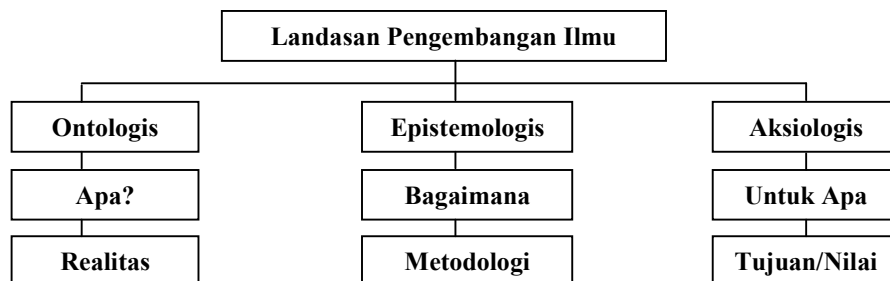 Landasan Pengembangan Ilmu
Ontologis
Epistemologis
Aksiologis
Apa?
Bagaimana
Untuk Apa
Realitas
Metodologi
Tujuan/Nilai